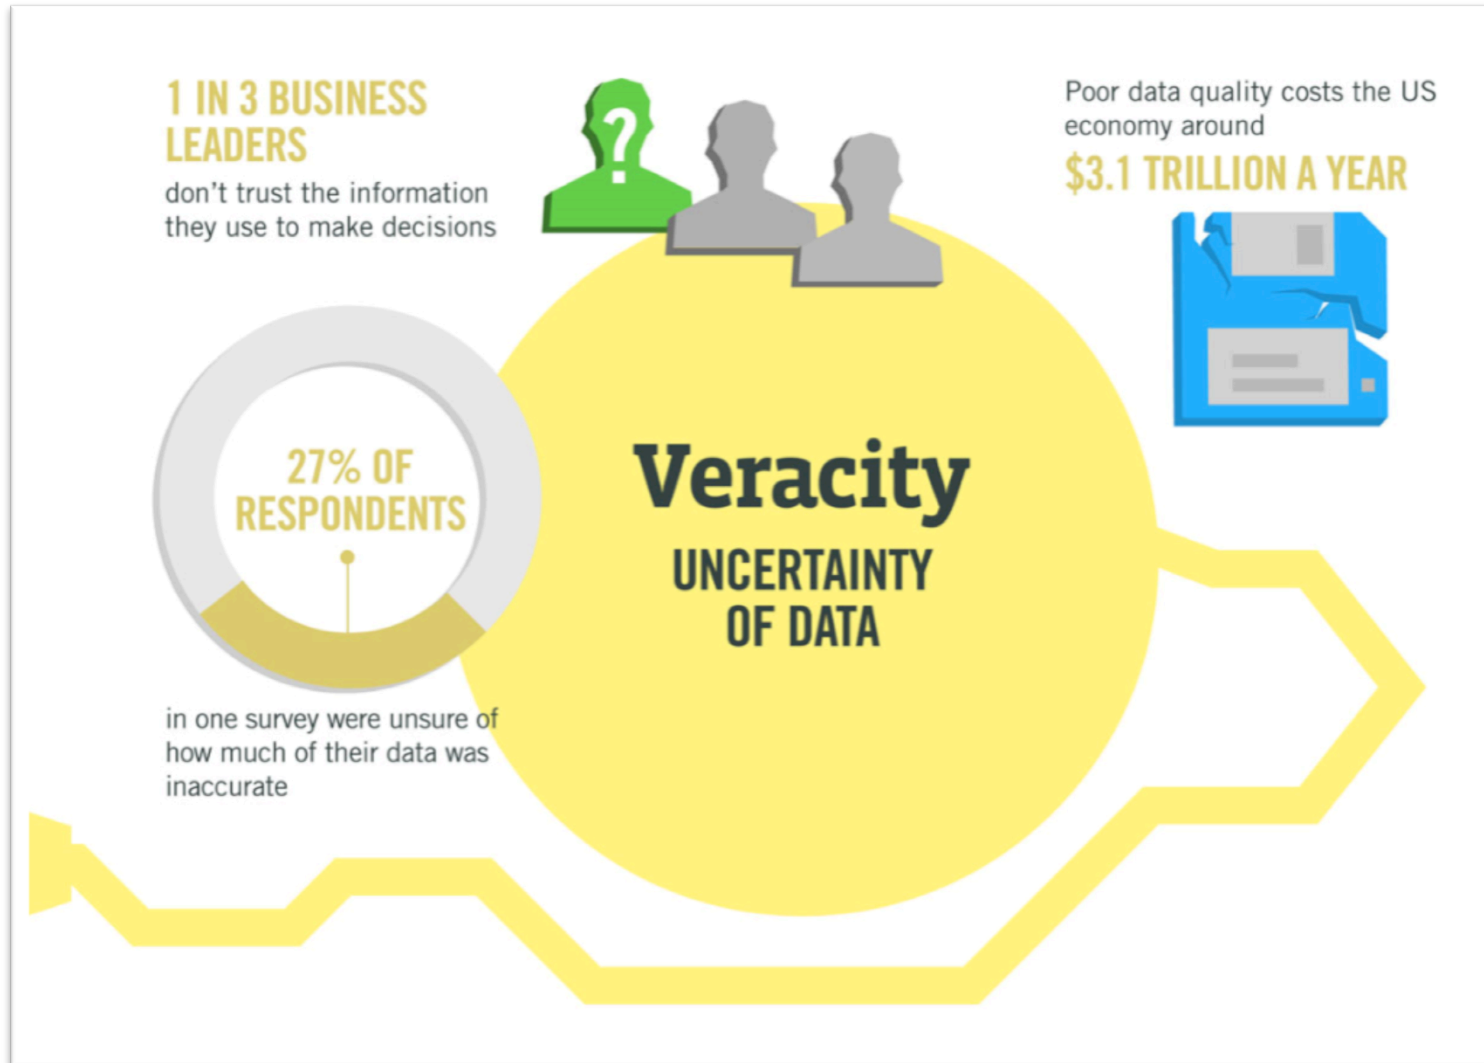 1 IN 3 BUSINESS
LEADERS
don't trust the information
they use to make decisions
?
Poor data quality costs the US
economy around
$3.1 TRILLION A YEAR
27% OF
RESPONDENTS
in one survey were unsure of
how much of their data was
inaccurate
Veracity
UNCERTAINTY
OF DATA